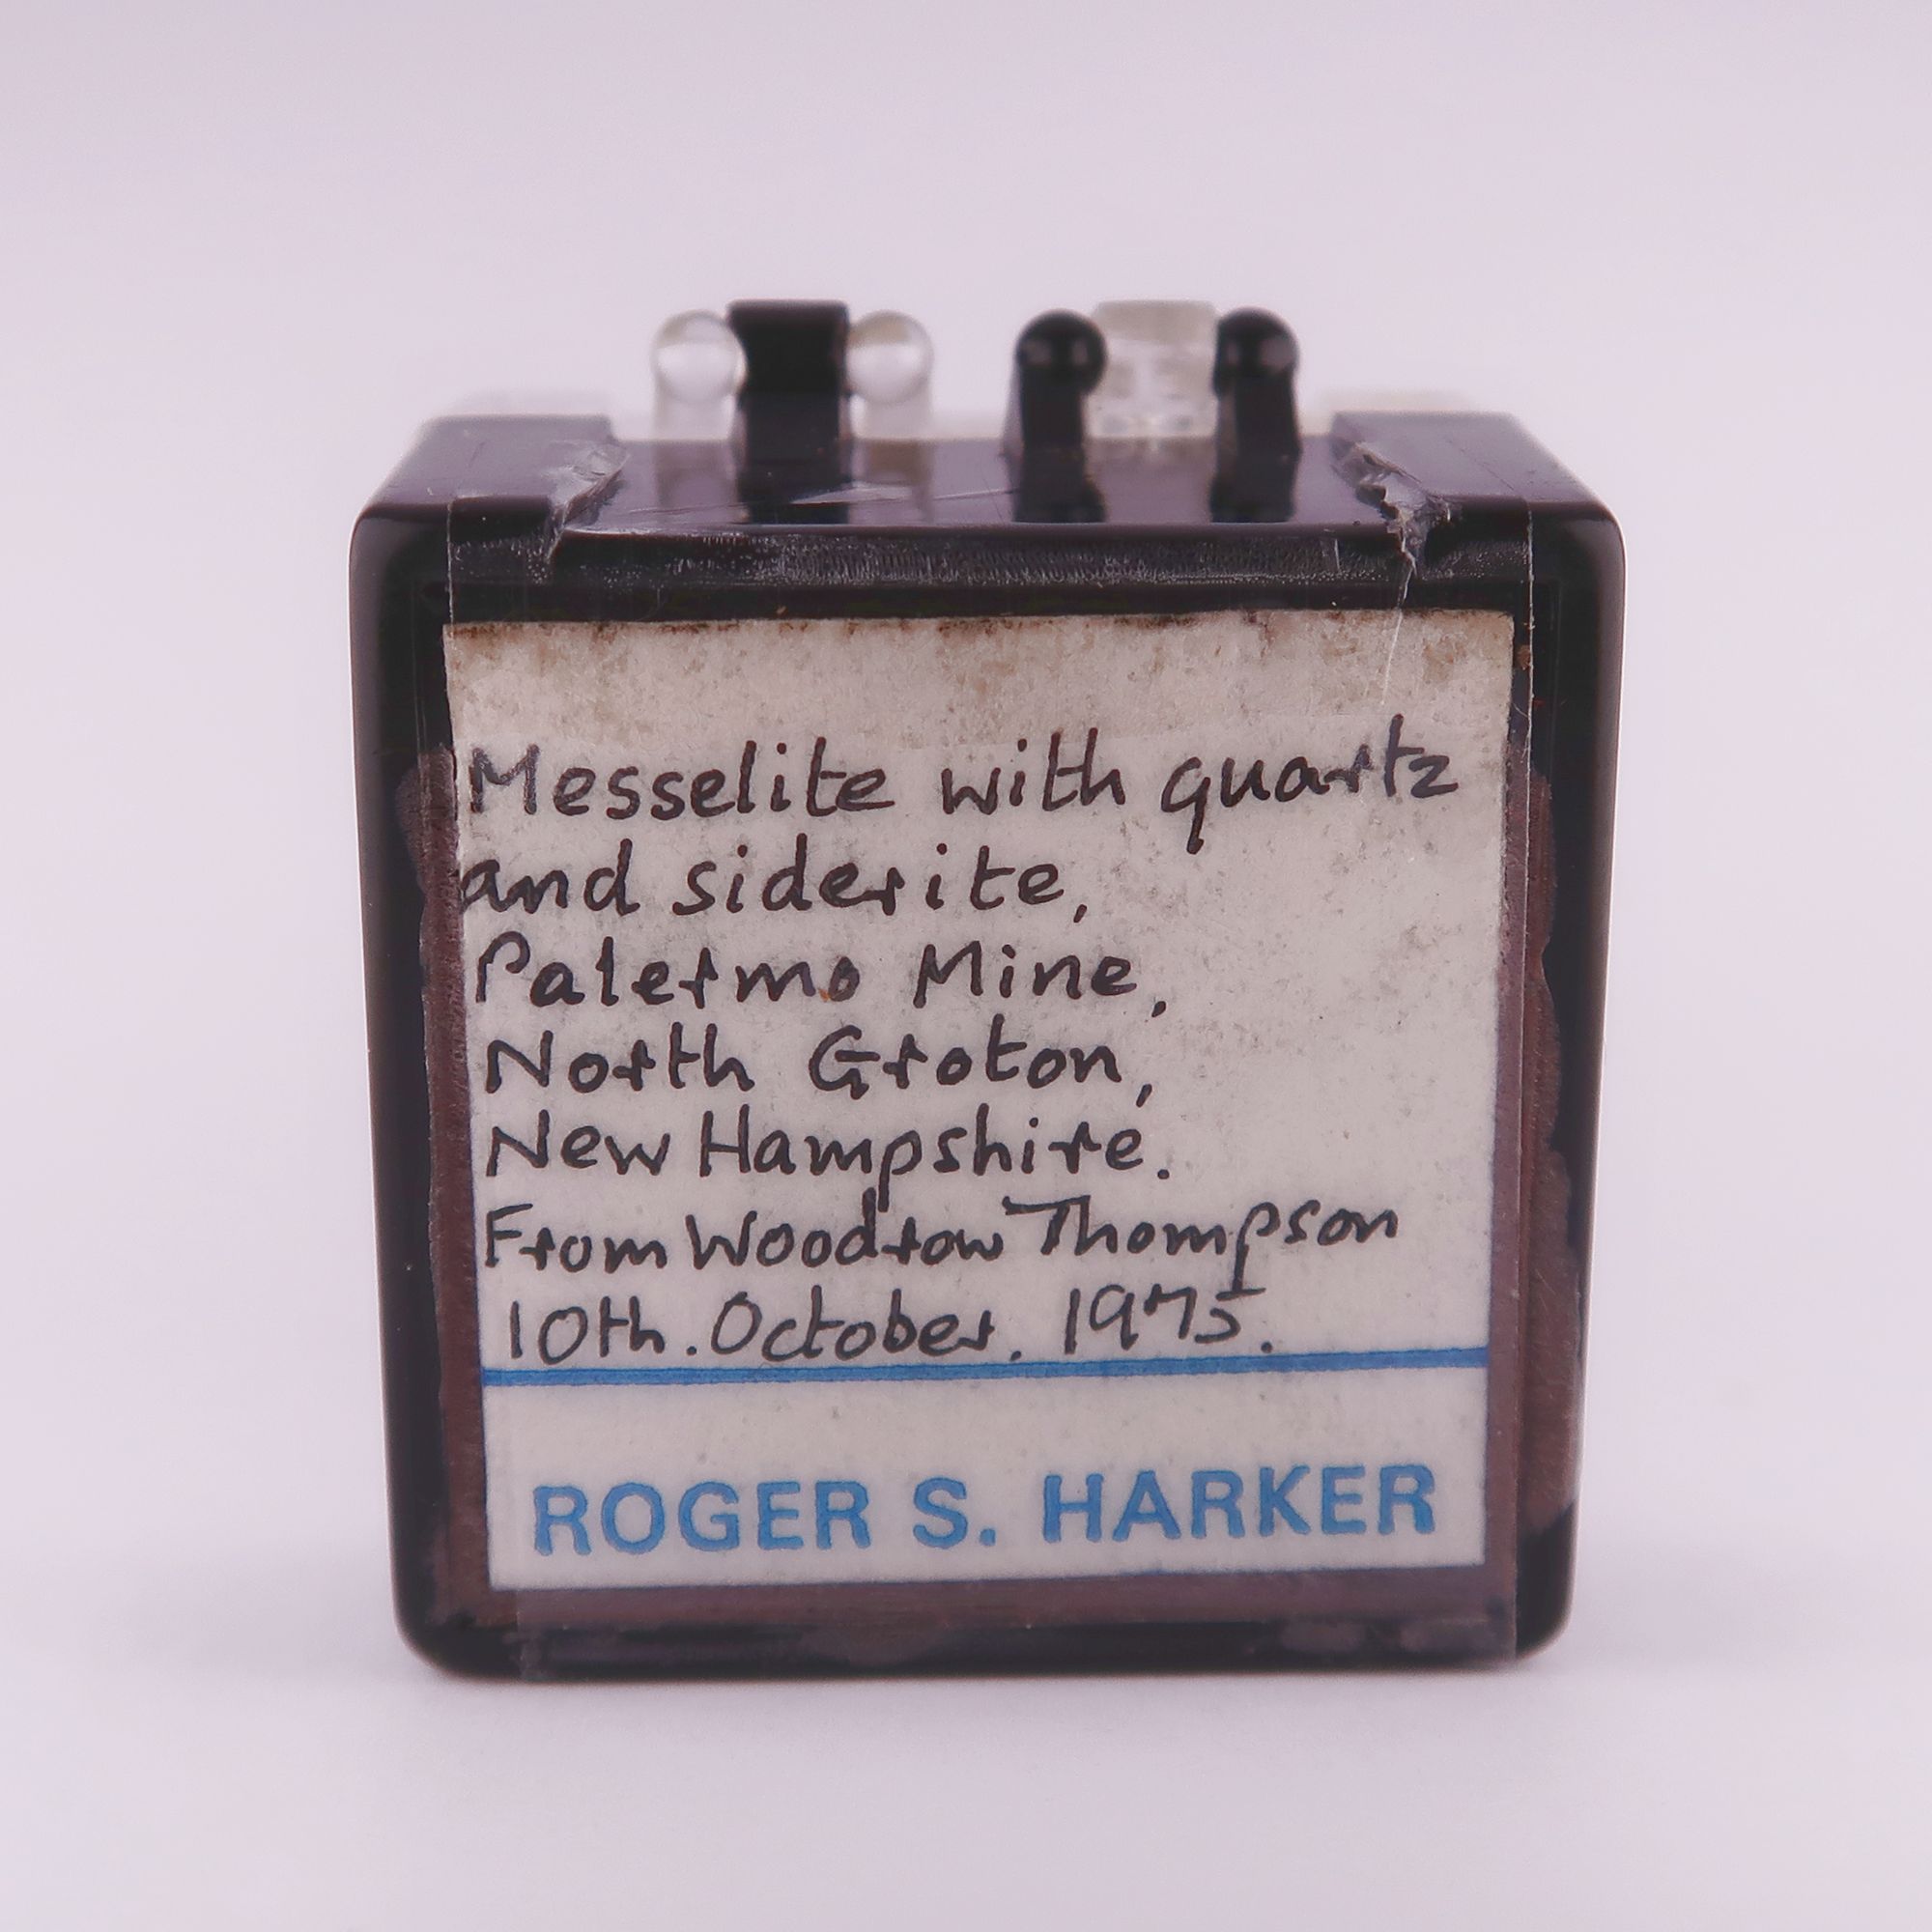 Messelite with quartz
and siderite,
Palermo Mine,
North Groton,
New Hampshire.
From Woodrow Thompson
10th. October. 1975.
ROGER S. HARKER